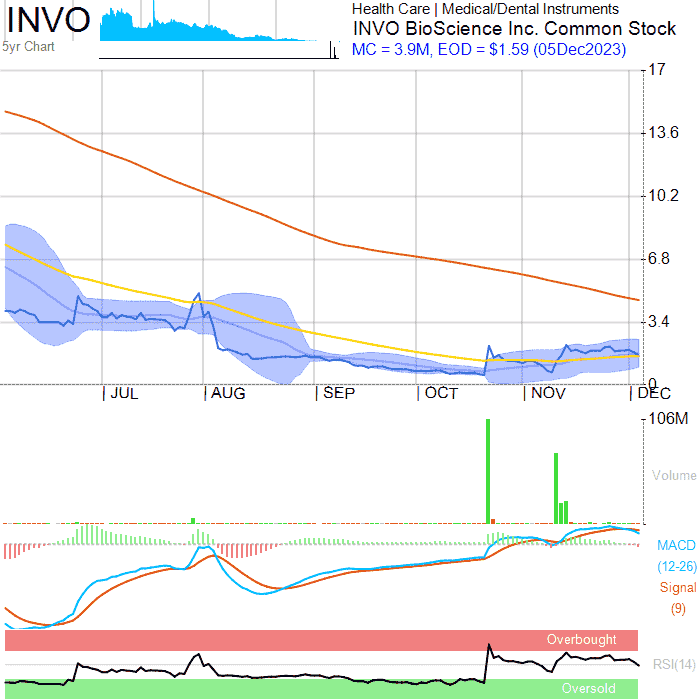 INVO
5yr Chart
Health Care | Medical/Dental Instruments
INVO BioScience Inc. Common Stock
MC = 3.9M, EOD = $1.59 (05Dec2023)
17
13.6
10.2
6.8
3.4
0
JUL
AUG
SEP
OCT
NOV
DEC
106M
Volume
MACD
(12-26)
Signal
(9)
Overbought
RSI(14)
Oversold